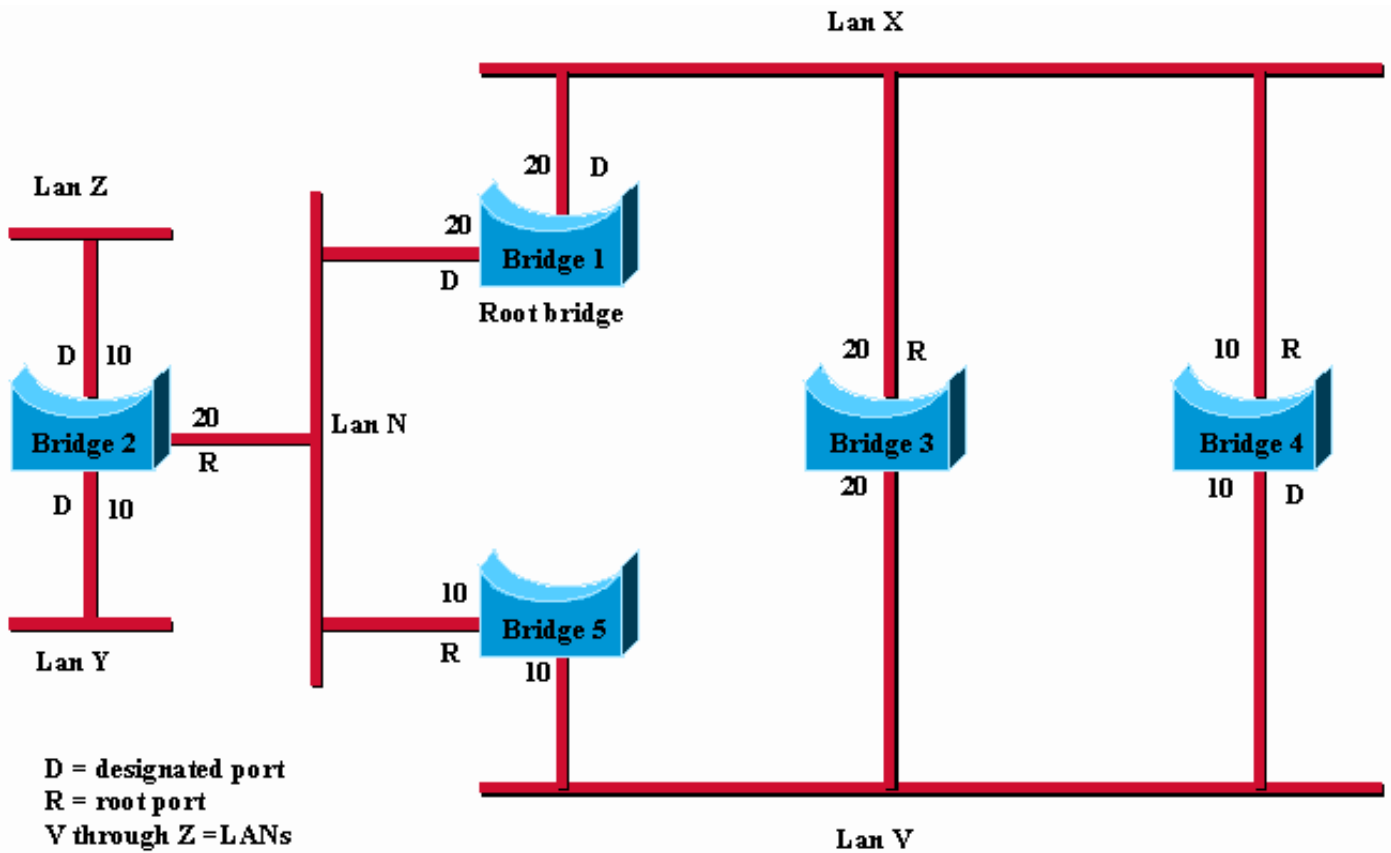 Lan X
20 D
Lan Z
20
Bridge 1
D
Root bridge
D 10
20 R
10 R
20
Lan N
Bridge 2
Bridge 3
Bridge 4
R
D 10
20
10 D
10
Bridge 5
R
10
Lan Y
D = designated port
R = root port
V through Z =LANs
Lan V